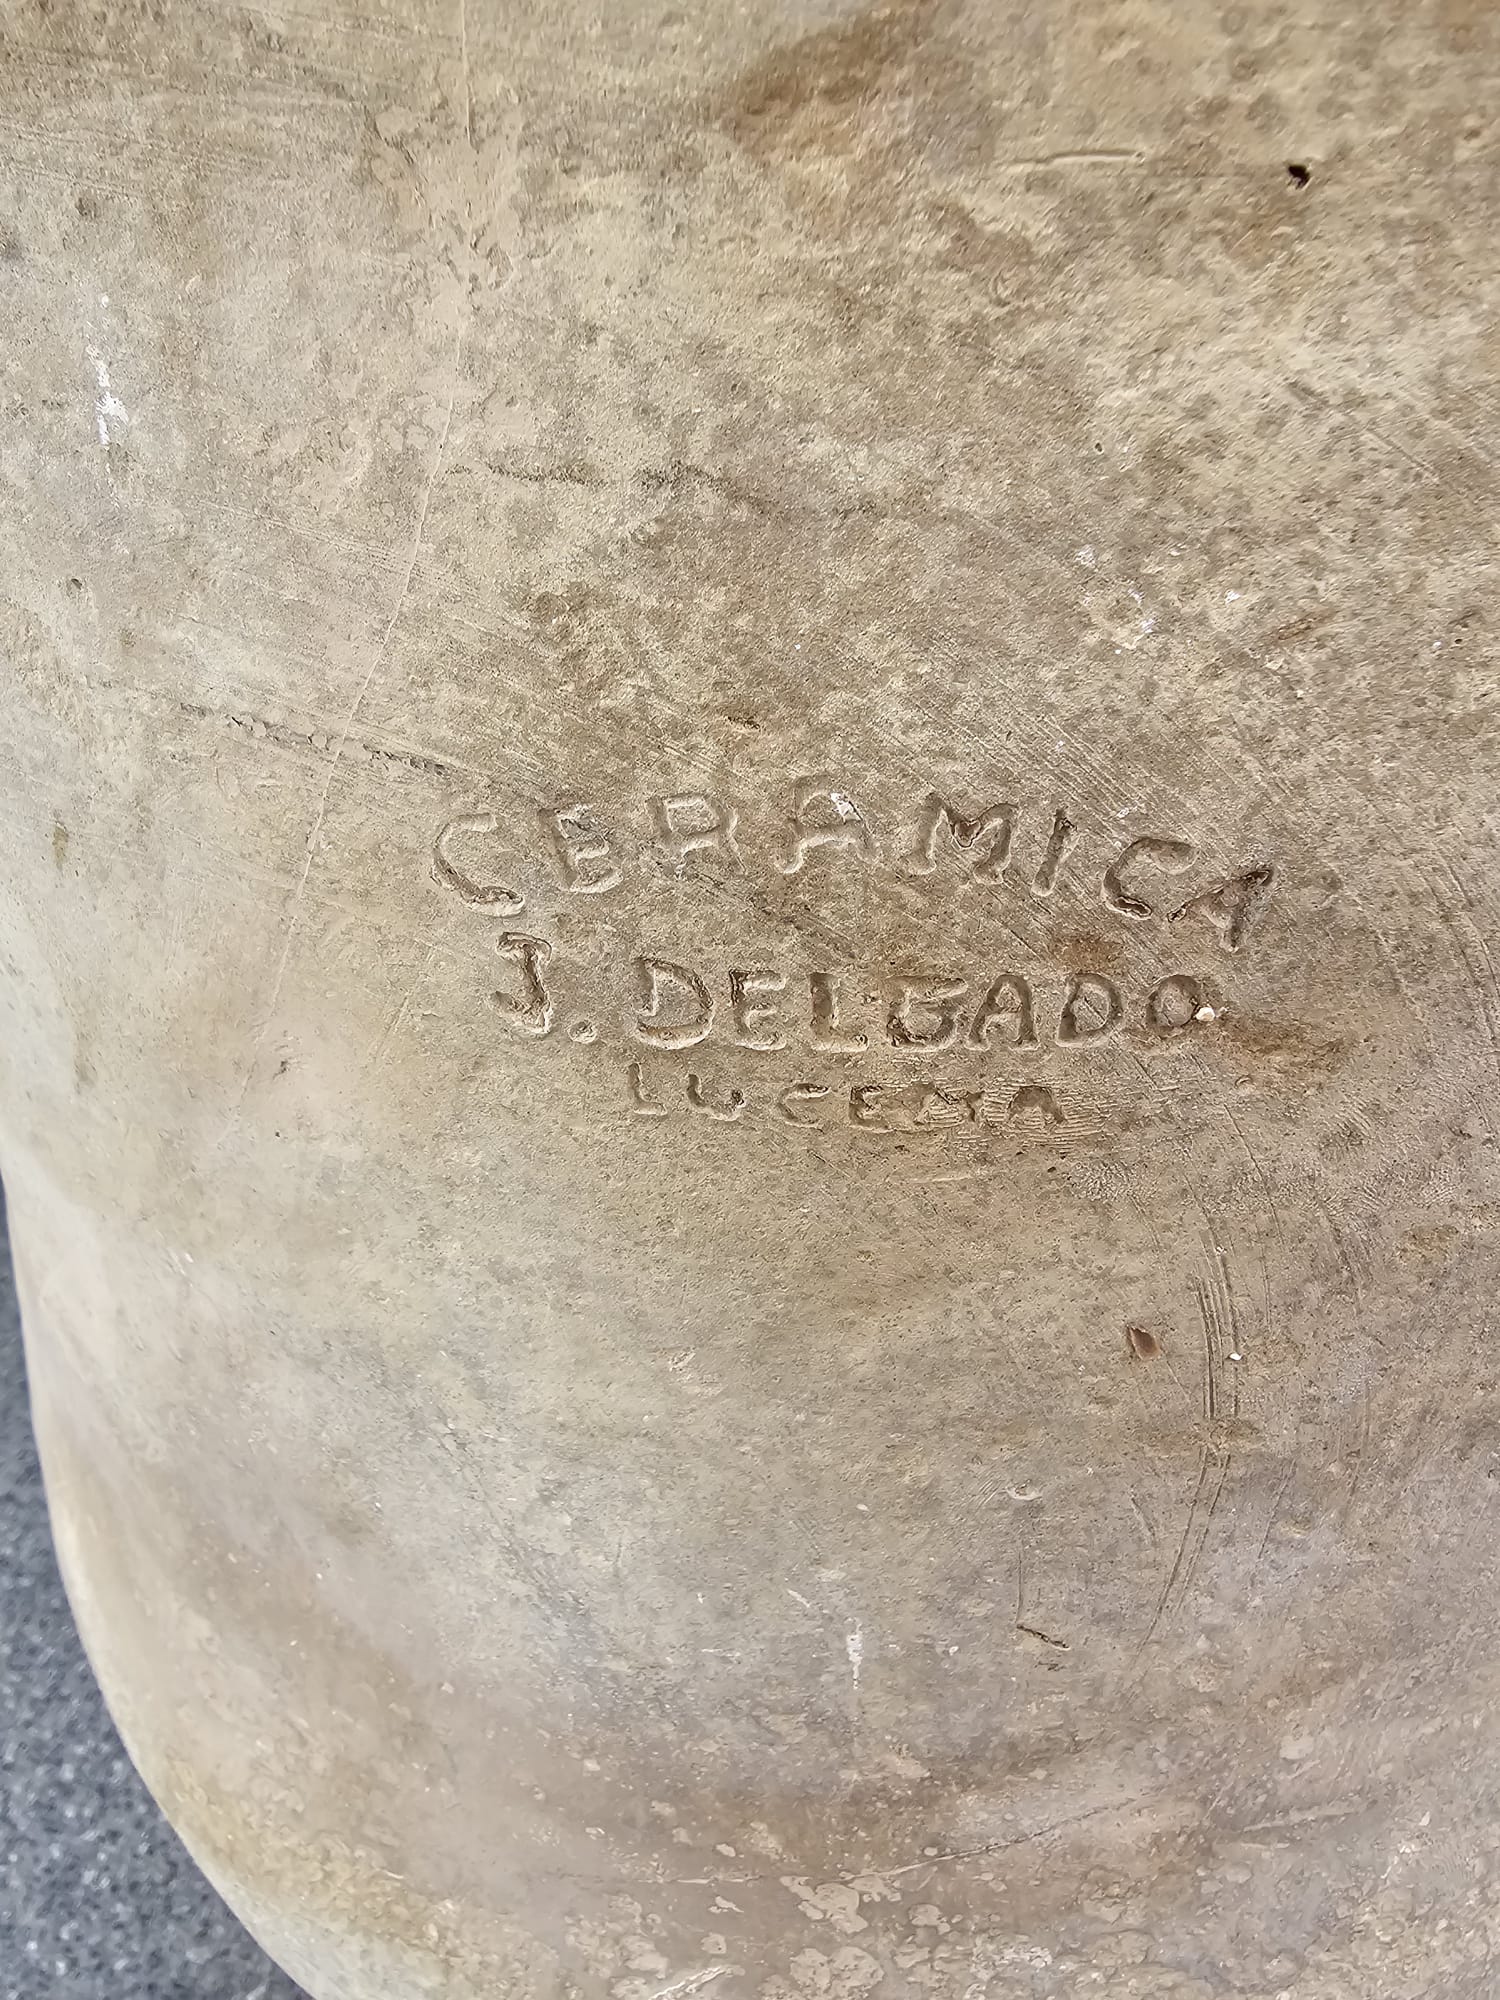 CERAMICA
J. DELGADO
LUCENA